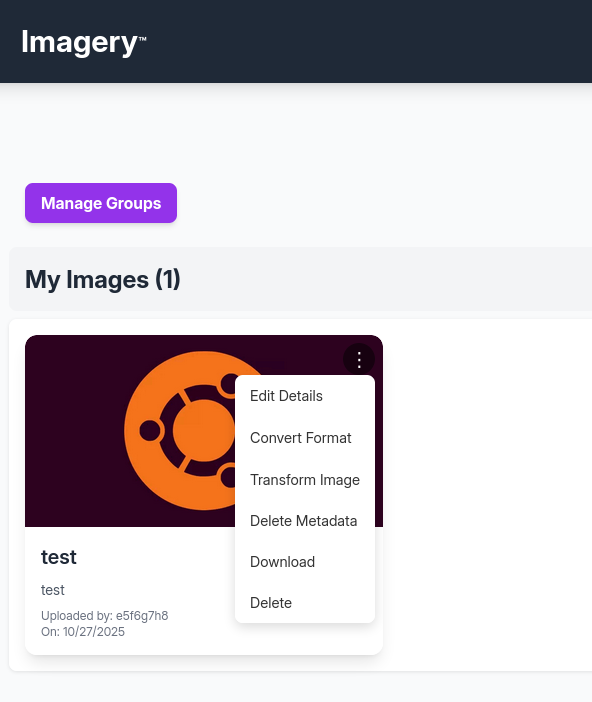 Imagery™
Manage Groups
My Images (1)
⋮
Edit Details
Convert Format
Transform Image
Delete Metadata
Download
Delete
test
test
Uploaded by: e5f6g7h8
On: 10/27/2025